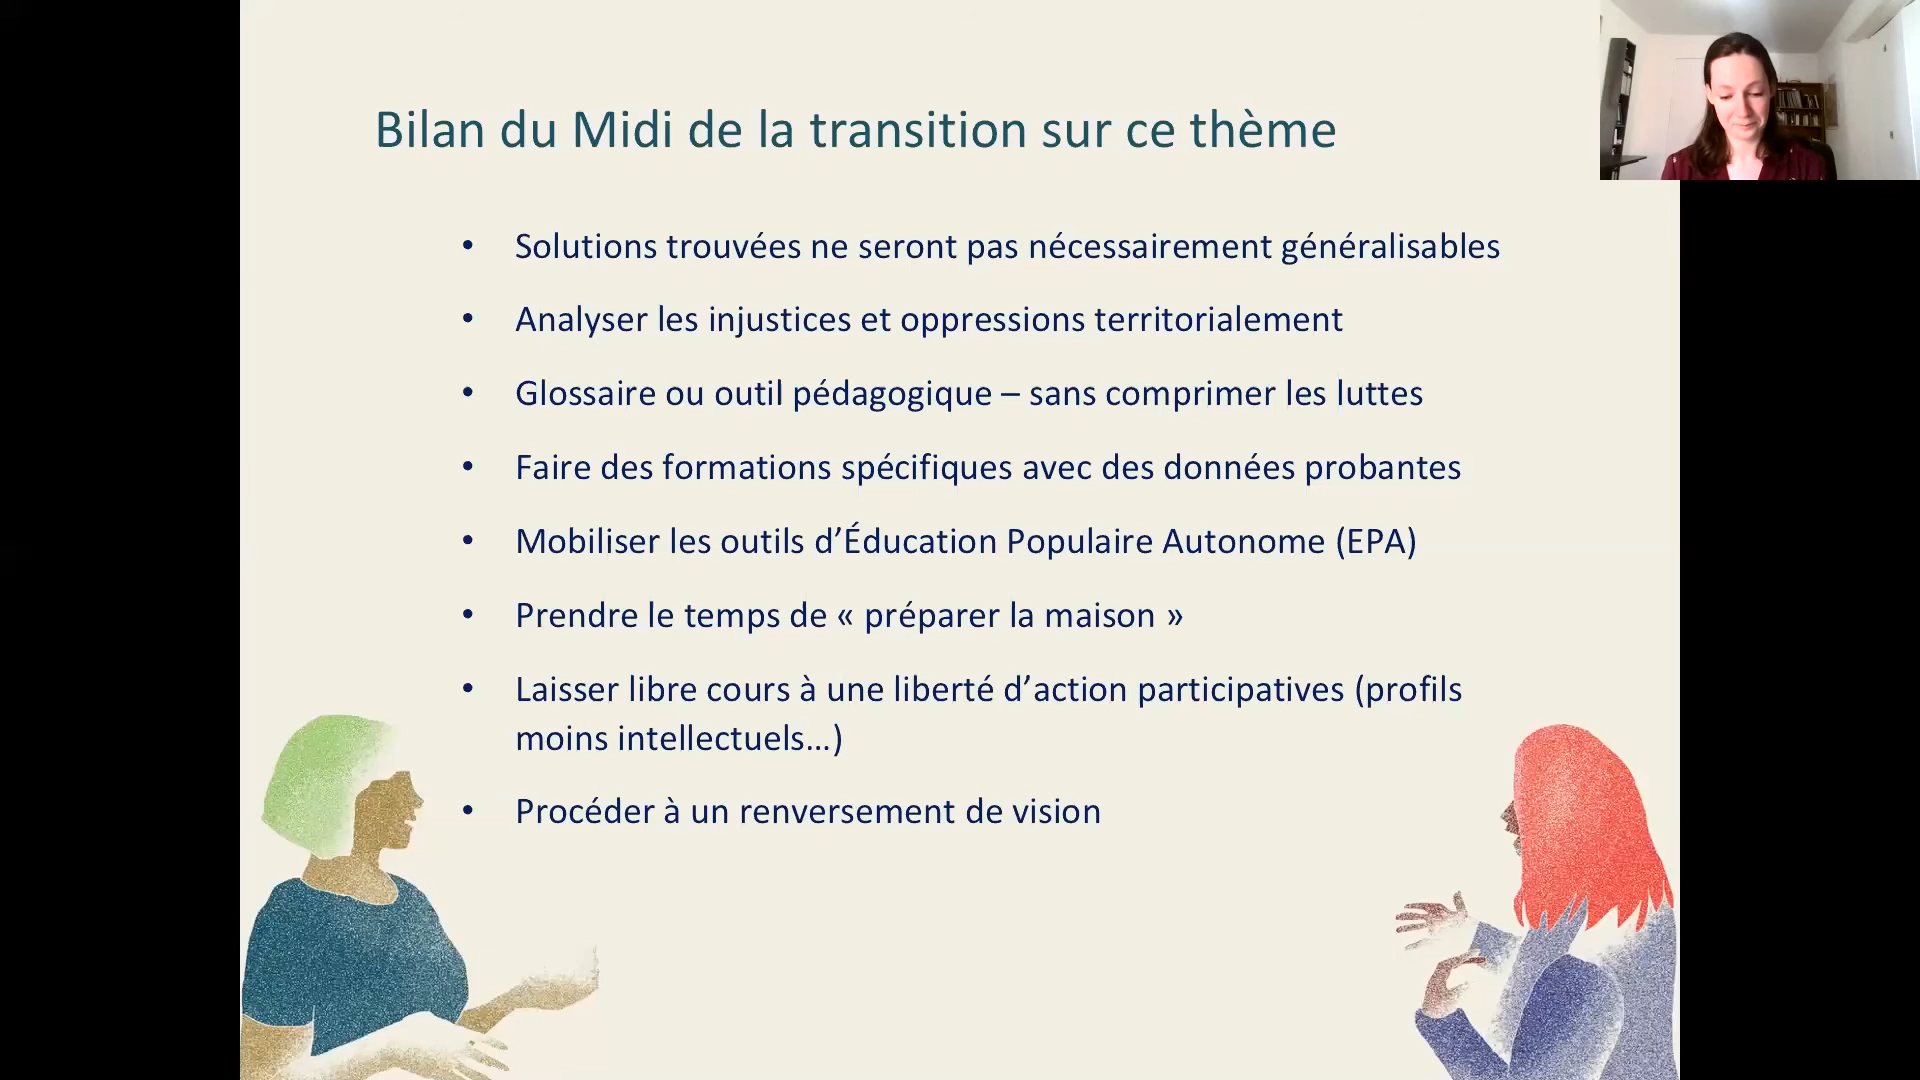 Bilan du Midi de la transition sur ce thème
• Solutions trouvées ne seront pas nécessairement généralisables
• Analyser les injustices et oppressions territorialement
• Glossaire ou outil pédagogique – sans comprimer les luttes
• Faire des formations spécifiques avec des données probantes
• Mobiliser les outils d’Éducation Populaire Autonome (EPA)
• Prendre le temps de « préparer la maison »
• Laisser libre cours à une liberté d’action participatives (profils
moins intellectuels…)
• Procéder à un renversement de vision